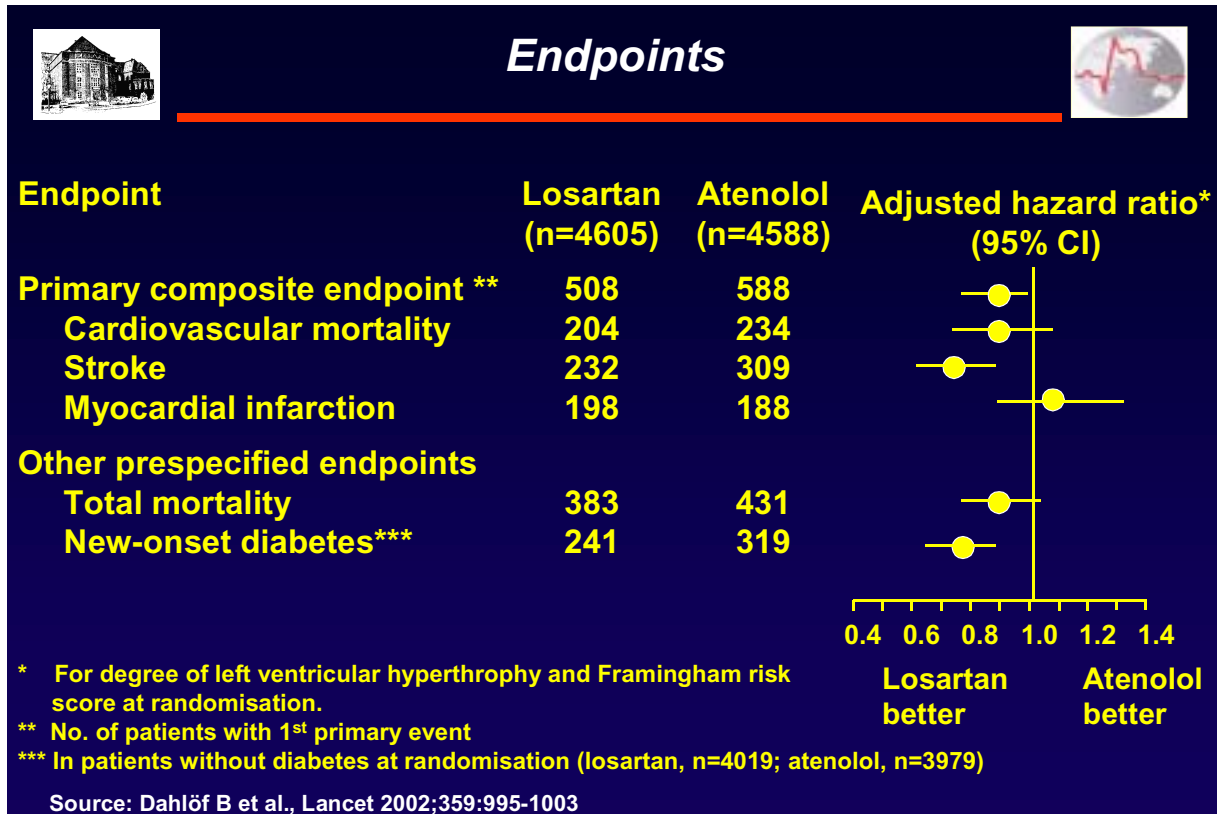 Endpoints
Endpoint Losartan Atenolol Adjusted hazard ratio*
(n=4605) (n=4588) (95% CI)
Primary composite endpoint ** 508 588
Cardiovascular mortality 204 234
Stroke 232 309
Myocardial infarction 198 188
Other prespecified endpoints
Total mortality 383 431
New-onset diabetes*** 241 319
0.4 0.6 0.8 1.0 1.2 1.4
Losartan better Atenolol better
* For degree of left ventricular hyperthrophy and Framingham risk
score at randomisation.
** No. of patients with 1st primary event
*** In patients without diabetes at randomisation (losartan, n=4019; atenolol, n=3979)
Source: Dahlöf B et al., Lancet 2002;359:995-1003